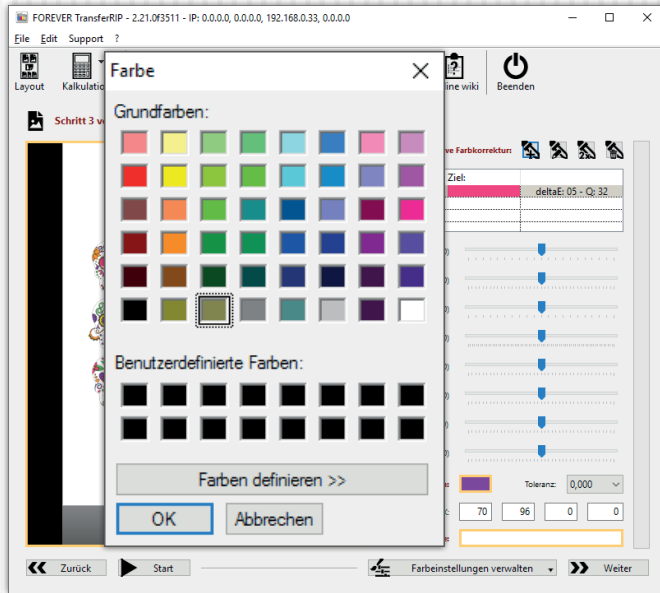 FOREVER TransferRIP - 2.21.0f3511 - IP: 0.0.0.0, 0.0.0.0, 192.168.0.33, 0.0.0.0
File Edit Support ?
Layout Kalkulatio ine wiki Beenden
Farbe
Schritt 3 v
ve Farbkorrektur:
Grundfarben:
Ziel:
deltaE: 05 - Q: 32
Benutzerdefinierte Farben:
Farben definieren >>
Toleranz: 0,000
OK Abbrechen
70 96 0 0
Zurück Start Farbeinstellungen verwalten Weiter